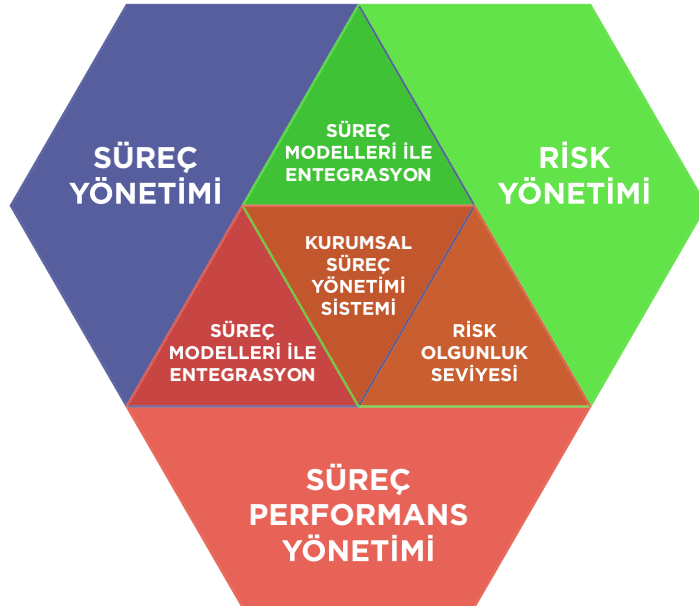 SÜREÇ
YÖNETİMİ
SÜREÇ
MODELLERİ İLE
ENTEGRASYON
RİSK
YÖNETİMİ
KURUMSAL
SÜREÇ
YÖNETİMİ
SİSTEMİ
SÜREÇ
MODELLERİ İLE
ENTEGRASYON
RİSK
OLGUNLUK
SEVİYESİ
SÜREÇ
PERFORMANS
YÖNETİMİ